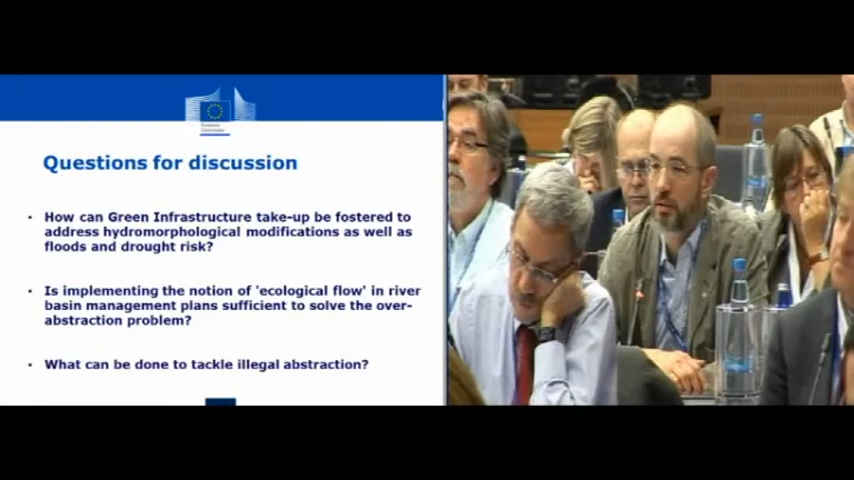 European
Commission
Questions for discussion
• How can Green Infrastructure take-up be fostered to
address hydromorphological modifications as well as
floods and drought risk?
• Is implementing the notion of 'ecological flow' in river
basin management plans sufficient to solve the over-
abstraction problem?
• What can be done to tackle illegal abstraction?